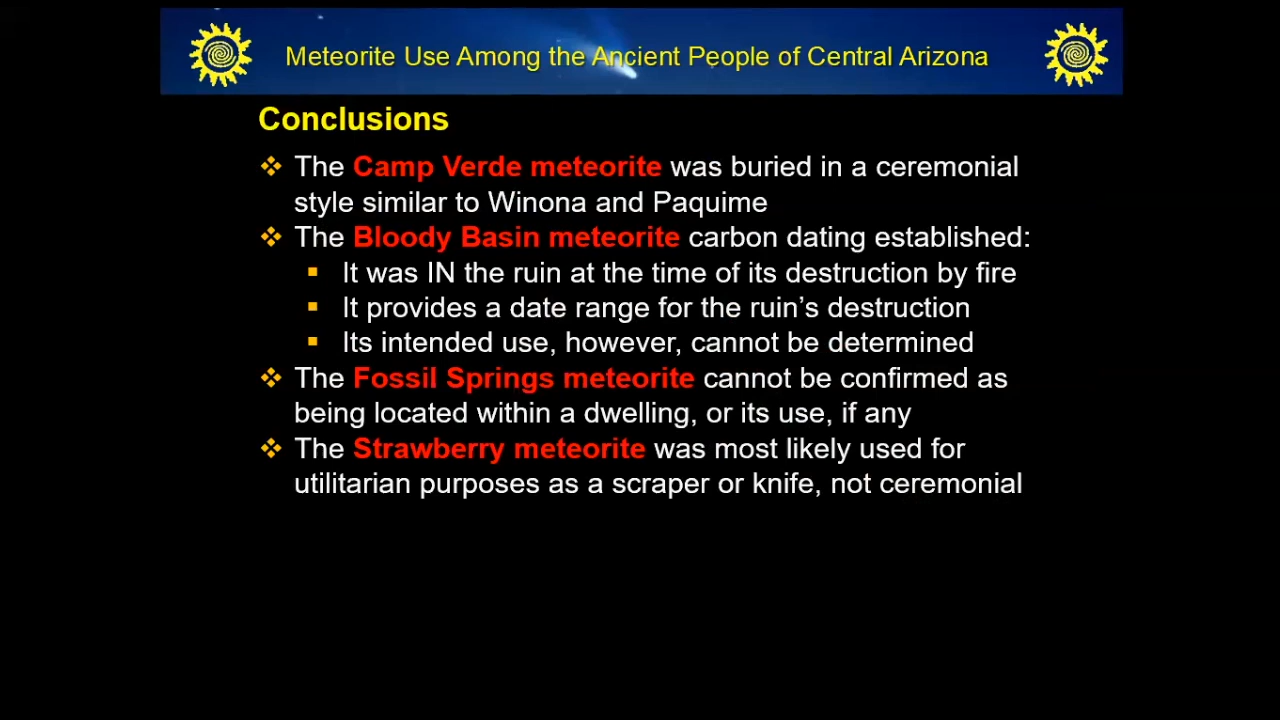 Meteorite Use Among the Ancient People of Central Arizona
Conclusions
❖ The Camp Verde meteorite was buried in a ceremonial
style similar to Winona and Paquime
❖ The Bloody Basin meteorite carbon dating established:
▪ It was IN the ruin at the time of its destruction by fire
▪ It provides a date range for the ruin's destruction
▪ Its intended use, however, cannot be determined
❖ The Fossil Springs meteorite cannot be confirmed as
being located within a dwelling, or its use, if any
❖ The Strawberry meteorite was most likely used for
utilitarian purposes as a scraper or knife, not ceremonial